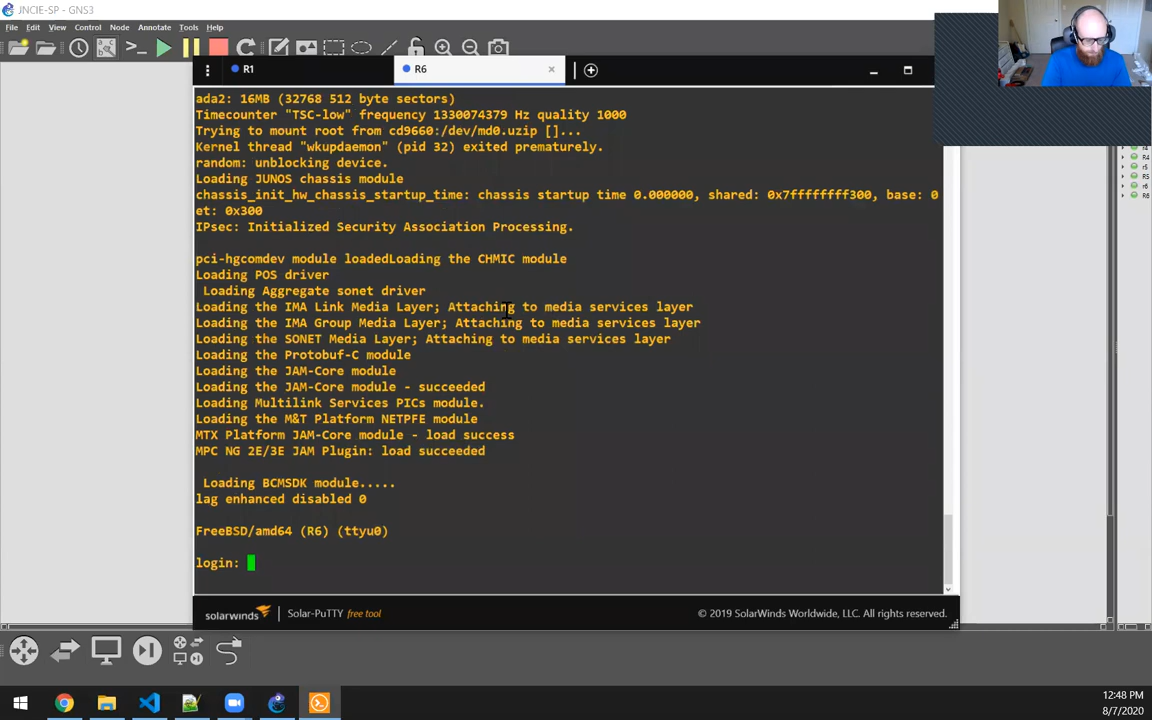 JNCIE-SP - GNS3
File Edit View Control Node Annotate Tools Help
R1
R6
ada2: 16MB (32768 512 byte sectors)
Timecounter "TSC-low" frequency 1330074379 Hz quality 1000
Trying to mount root from cd9660:/dev/md0.uzip []...
Kernel thread "wkupdaemon" (pid 32) exited prematurely.
random: unblocking device.
Loading JUNOS chassis module
chassis_init_hw_chassis_startup_time: chassis startup time 0.000000, shared: 0x7ffffffff300, base: 0
et: 0x300
IPsec: Initialized Security Association Processing.
pci-hgcomdev module loadedLoading the CHMIC module
Loading POS driver
Loading Aggregate sonet driver
Loading the IMA Link Media Layer; Attaching to media services layer
Loading the IMA Group Media Layer; Attaching to media services layer
Loading the SONET Media Layer; Attaching to media services layer
Loading the Protobuf-C module
Loading the JAM-Core module
Loading the JAM-Core module - succeeded
Loading Multilink Services PICs module.
Loading the M&T Platform NETPFE module
MTX Platform JAM-Core module - load success
MPC NG 2E/3E JAM Plugin: load succeeded
Loading BCMSDK module.....
lag enhanced disabled 0
FreeBSD/amd64 (R6) (ttyu0)
login:
r4
R4
r5
R5
r6
R6
solarwinds Solar-PuTTY free tool
© 2019 SolarWinds Worldwide, LLC. All rights reserved.
12:48 PM
8/7/2020